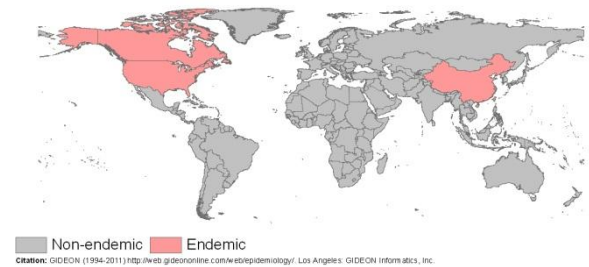 Non-endemic Endemic
Citation: GIDEON (1994-2011) http://web.gideononline.com/web/epidemiology/. Los Angeles: GIDEON Informatics, Inc.